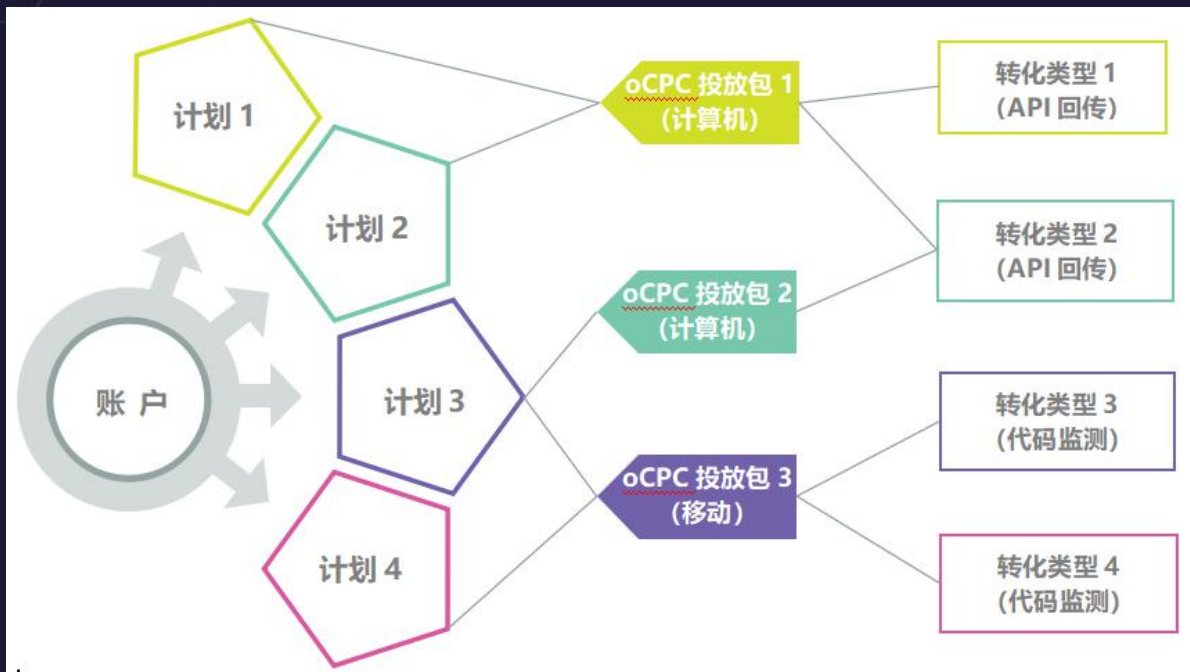 计划 1
计划 2
账 户
计划 3
计划 4
oCPC 投放包 1
(计算机)
oCPC 投放包 2
(计算机)
oCPC 投放包 3
(移动)
转化类型 1
(API 回传)
转化类型 2
(API 回传)
转化类型 3
(代码监测)
转化类型 4
(代码监测)